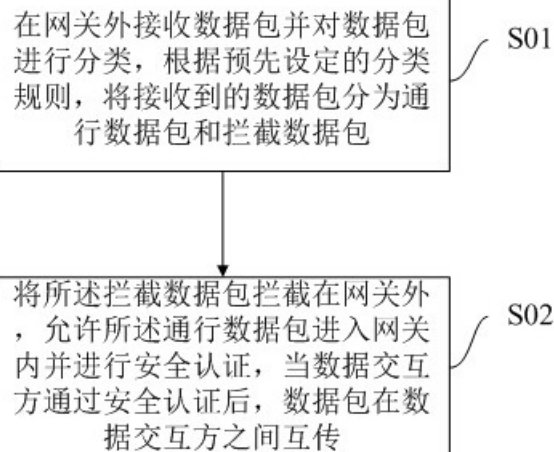 在网关外接收数据包并对数据包
进行分类，根据预先设定的分类
规则，将接收到的数据包分为通
行数据包和拦截数据包
S01
将所述拦截数据包拦截在网关外
，允许所述通行数据包进入网关
内并进行安全认证，当数据交互
方通过安全认证后，数据包在数
据交互方之间互传
S02